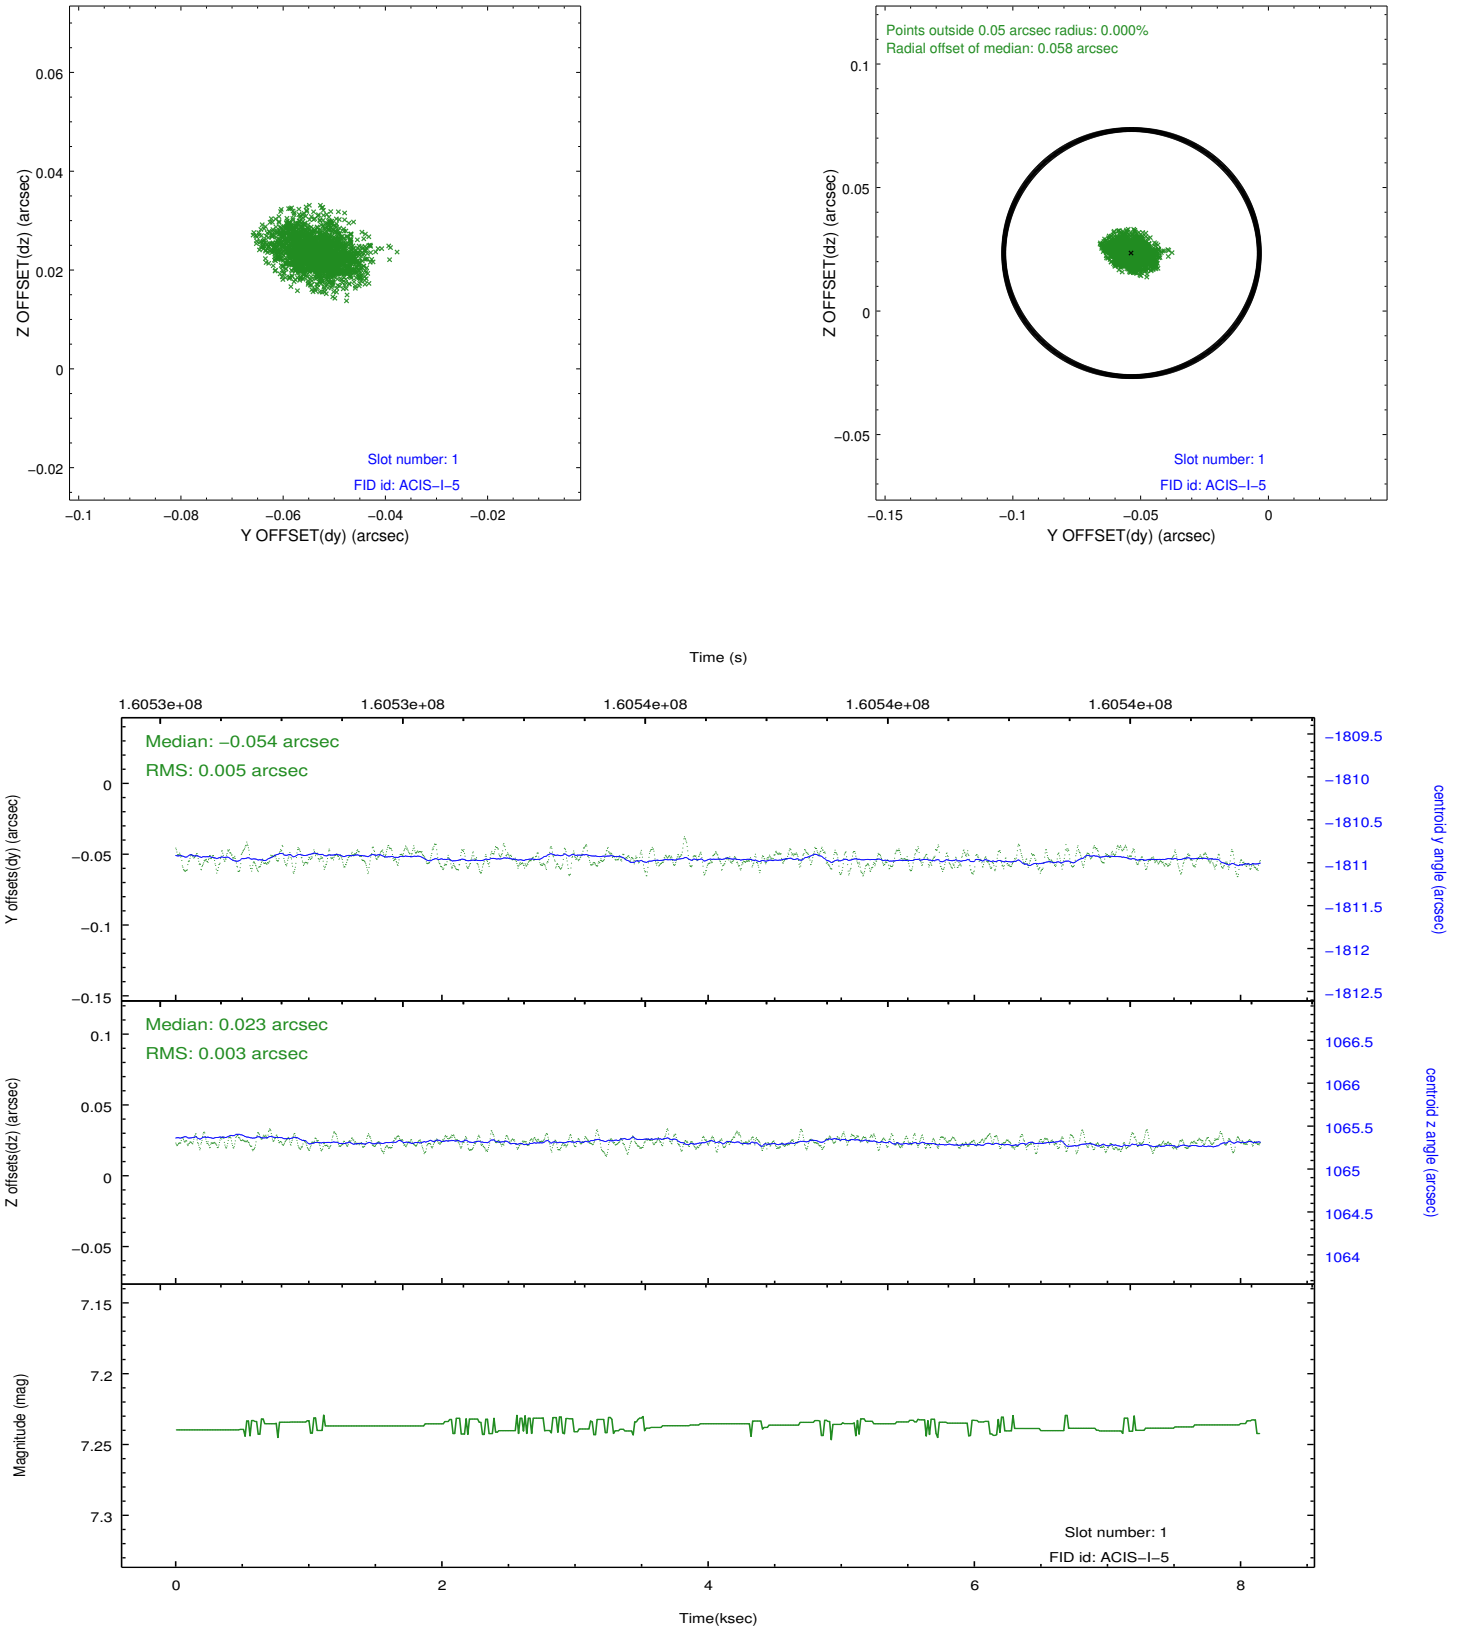 0.06
0.04
0.02
0
−0.02
Z OFFSET(dz) (arcsec)
Slot number: 1
FID id: ACIS−I−5
−0.1 −0.08 −0.06 −0.04 −0.02
Y OFFSET(dy) (arcsec)
Points outside 0.05 arcsec radius: 0.000%
Radial offset of median: 0.058 arcsec
0.1
0.05
0
−0.05
Z OFFSET(dz) (arcsec)
Slot number: 1
FID id: ACIS−I−5
−0.15 −0.1 −0.05 0
Y OFFSET(dy) (arcsec)
Time (s)
1.6053e+08 1.6053e+08 1.6054e+08 1.6054e+08 1.6054e+08
Median: −0.054 arcsec
RMS: 0.005 arcsec
0
−0.05
−0.1
−0.15
Y offsets(dy) (arcsec)
−1809.5
−1810
−1810.5
−1811
−1811.5
−1812
−1812.5
centroid y angle (arcsec)
Median: 0.023 arcsec
RMS: 0.003 arcsec
0.1
0.05
0
−0.05
Z offsets(dz) (arcsec)
1066.5
1066
1065.5
1065
1064.5
1064
centroid z angle (arcsec)
7.15
7.2
7.25
7.3
Magnitude (mag)
Slot number: 1
FID id: ACIS−I−5
0 2 4 6 8
Time(ksec)